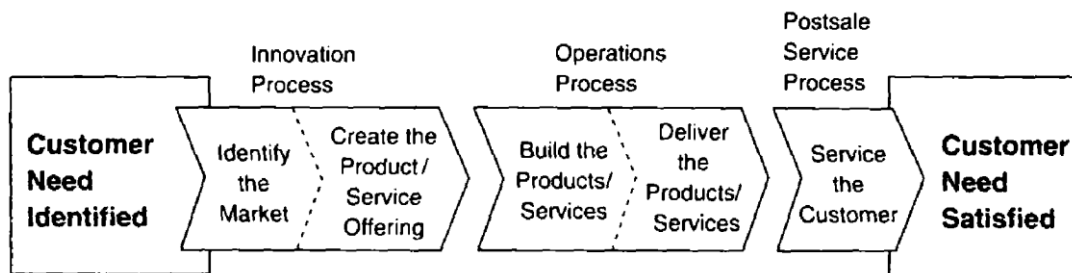 Innovation
Process
Operations
Process
Postsale
Service
Process
Customer
Need
Identified
Identify
the
Market
Create the
Product/
Service
Offering
Build the
Products/
Services
Deliver
the
Products/
Services
Service
the
Customer
Customer
Need
Satisfied